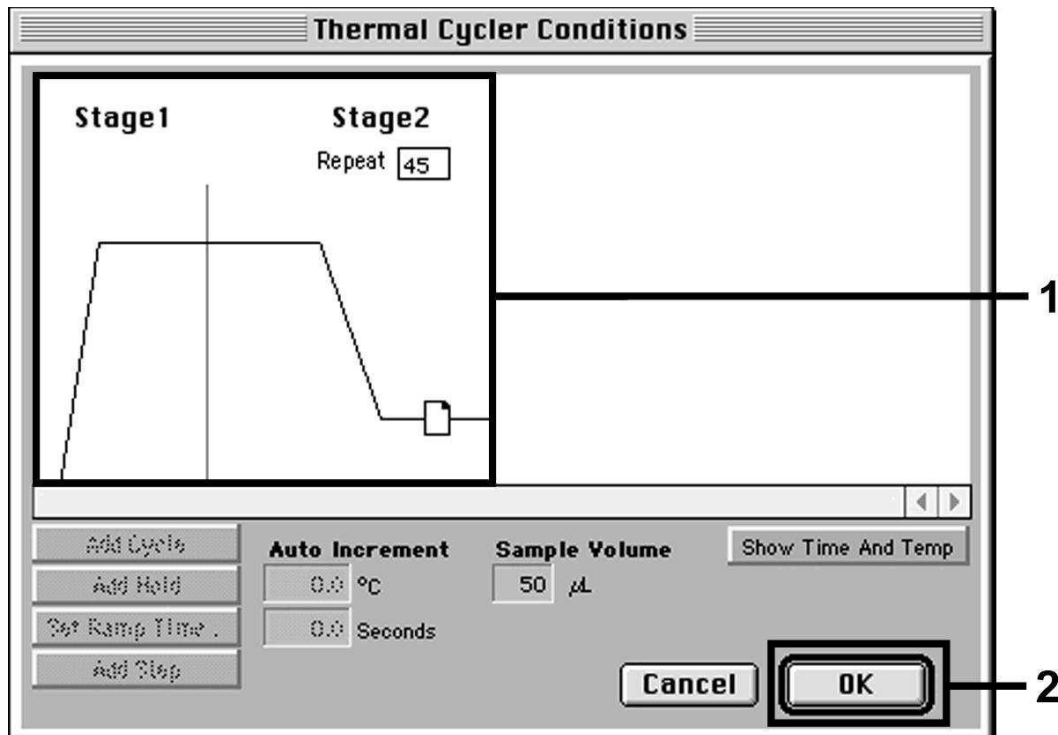 Thermal Cycler Conditions
Stage1
Stage2
Repeat 45
1
Add Cycle
Add Hold
Set Ramp Time .
Add Step
Auto Increment
0.0 °C
0.0 Seconds
Sample Volume
50 µL
Show Time And Temp
Cancel
OK
2